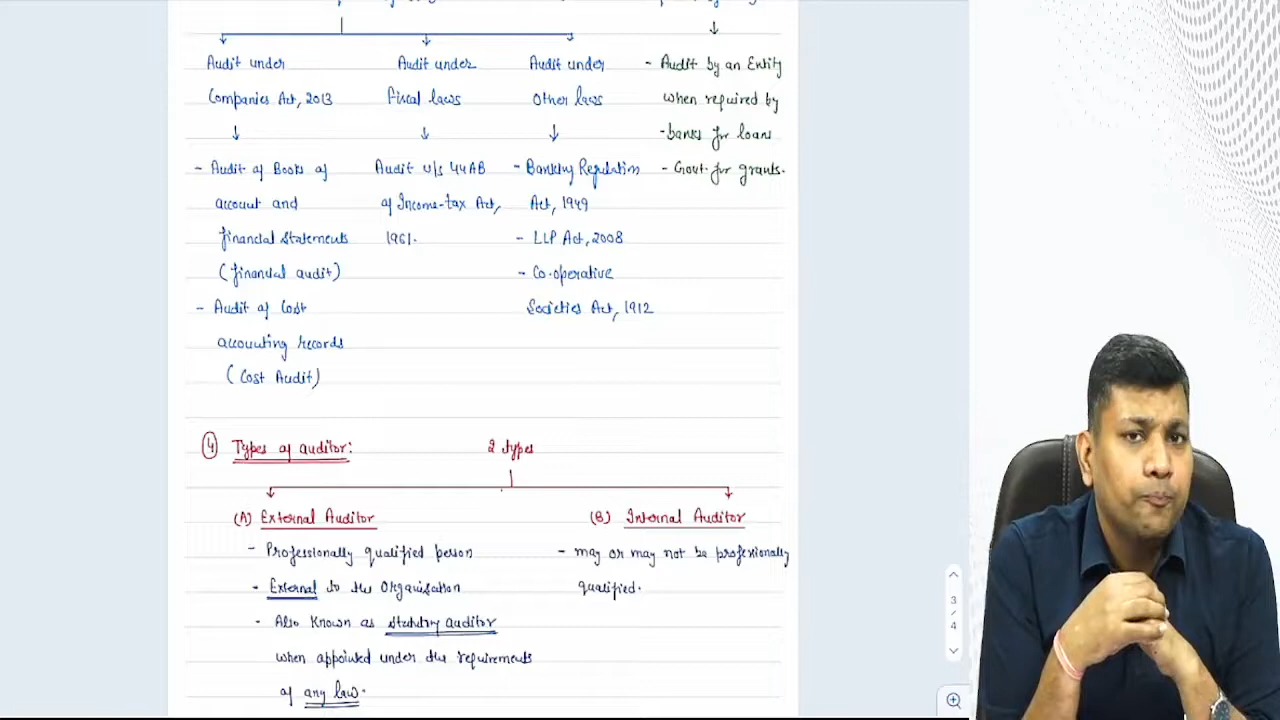 Audit under
Companies Act, 2013
- Audit of Books of
account and
financial statements
(financial audit)
- Audit of Cost
accounting records
(Cost Audit)
Audit under
Fiscal laws
Audit u/s 44AB
of Income-tax Act,
1961.
Audit under
Other laws
- Banking Regulation
Act, 1949
- LLP Act, 2008
- Co-operative
Societies Act, 1912
- Audit by an Entity
when required by
- banks for loans
- Govt. for grants.
4 Types of auditor:
2 types
(A) External Auditor
- Professionally qualified person
- External to the Organisation
- Also Known as statutory auditor
when appointed under the requirements
of any law.
(B) Internal Auditor
- may or may not be professionally
qualified.
3
/
4